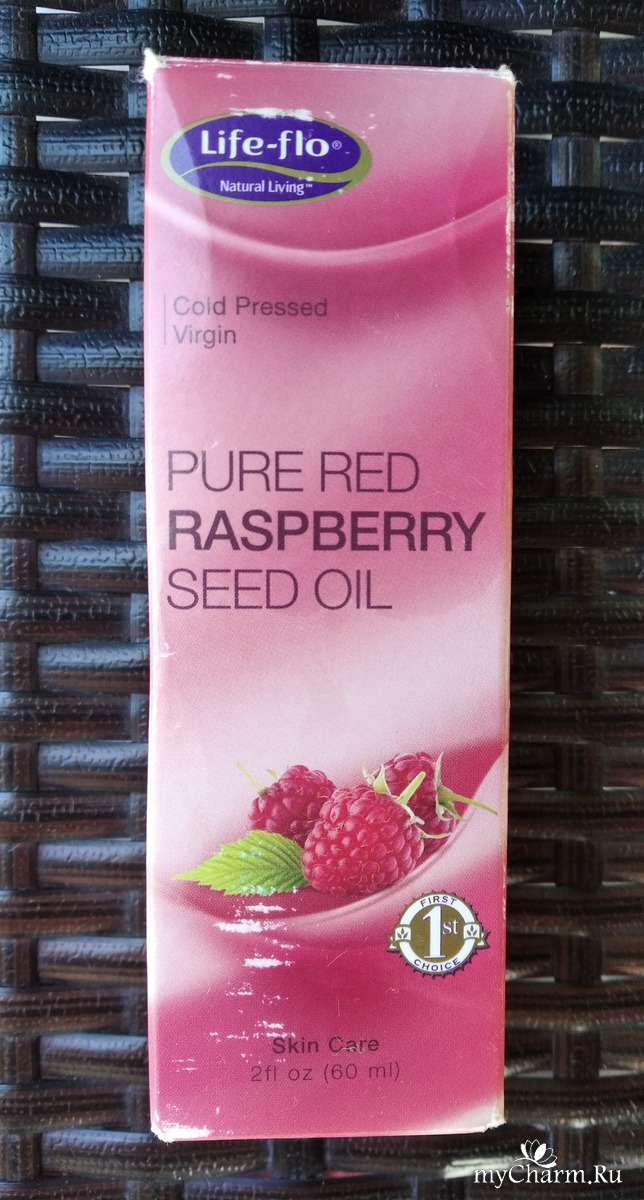 Life-flo®
Natural Living™
Cold Pressed
Virgin
PURE RED
RASPBERRY
SEED OIL
FIRST
1st
CHOICE
Skin Care
2fl oz (60 ml)
myCharm.Ru